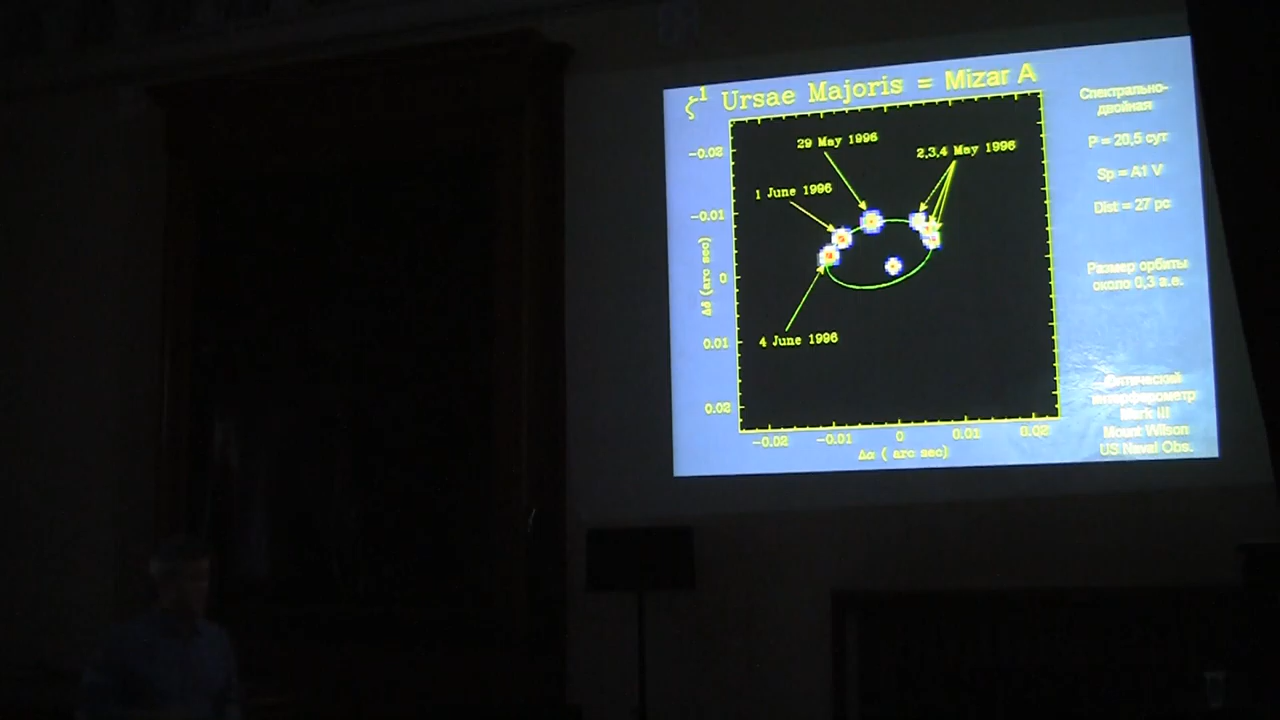 ζ¹ Ursae Majoris = Mizar A
29 May 1996
2,3,4 May 1996
1 June 1996
4 June 1996
-0.02
-0.01
0
0.01
0.02
Δδ (arc sec)
-0.02 -0.01 0 0.01 0.02
Δα ( arc sec)
Спектрально-
двойная
P = 20,5 сут
Sp = A1 V
Dist = 27 pc
Размер орбиты
около 0,3 а.е.
Оптический
интерферометр
Mark III
Mount Wilson
US Naval Obs.